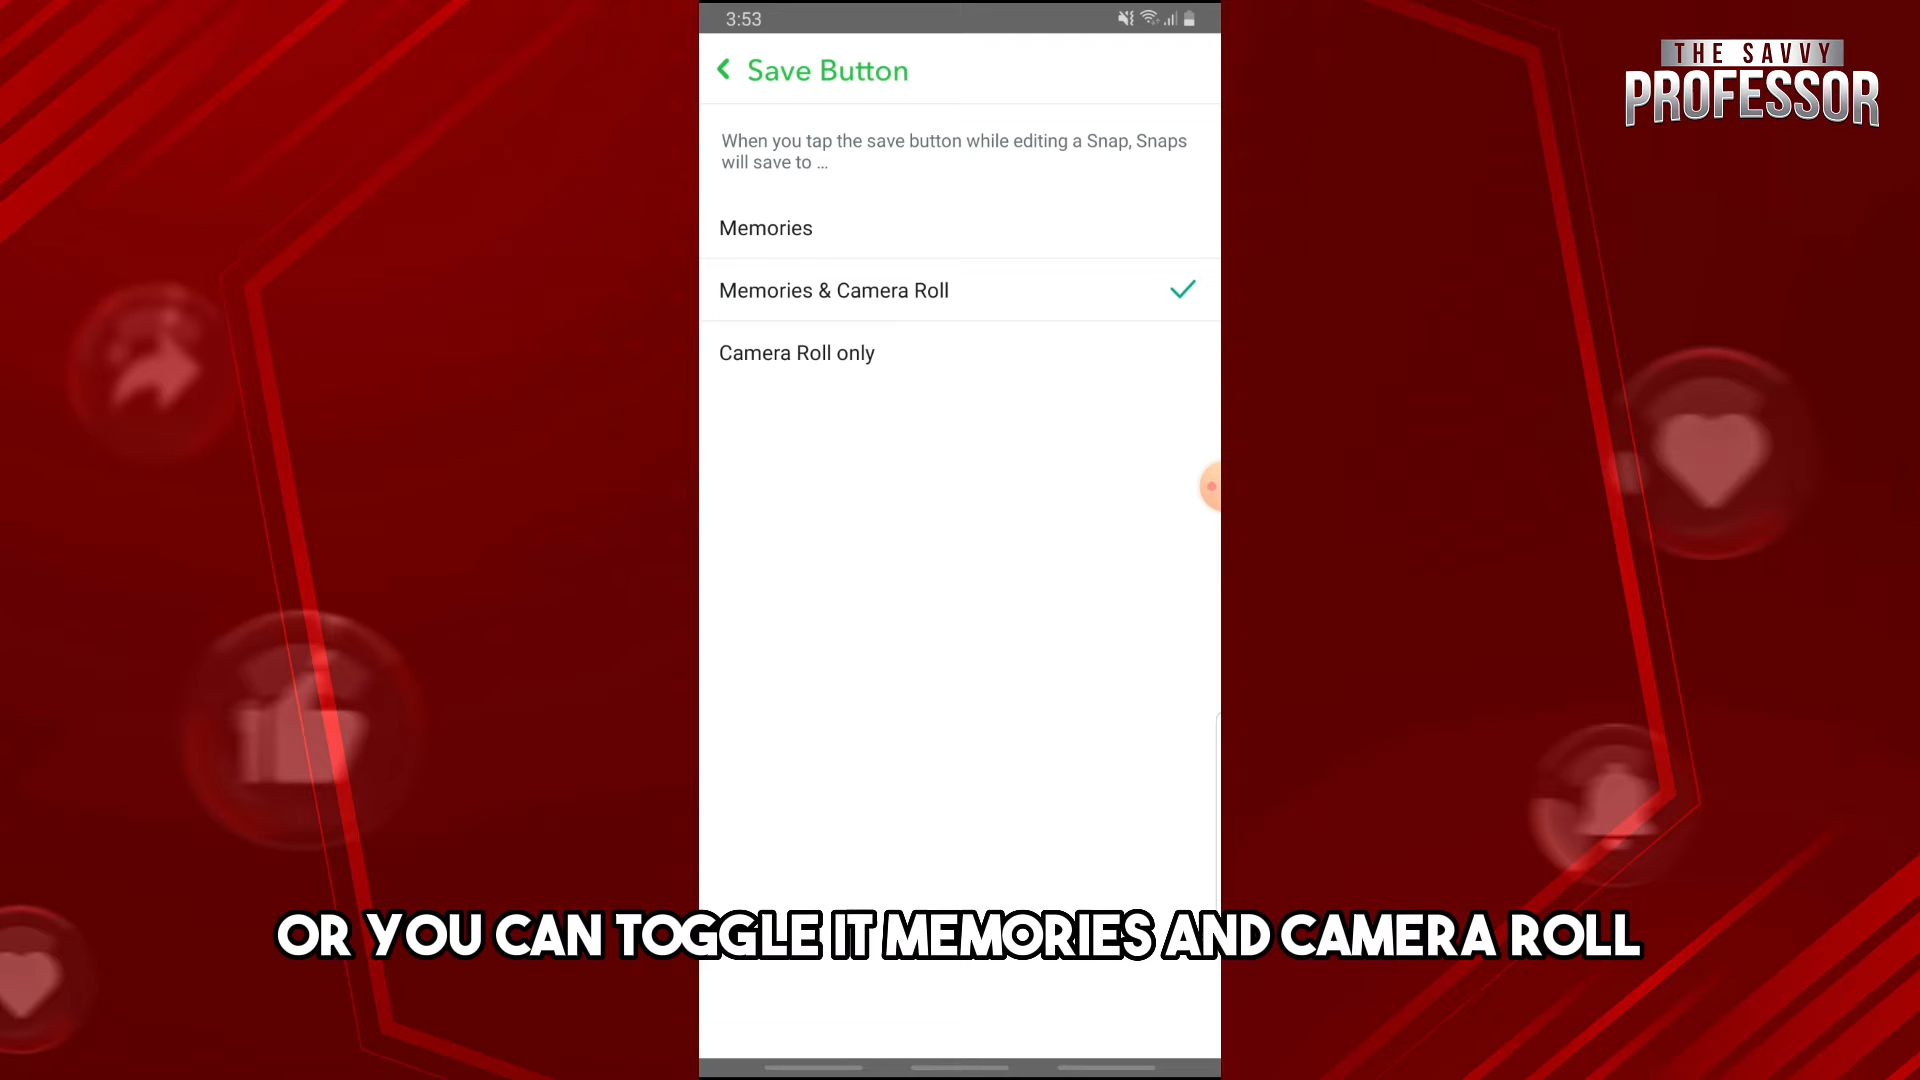 3:53
THE SAVVY
PROFESSOR
Save Button
When you tap the save button while editing a Snap, Snaps
will save to ...
Memories
Memories & Camera Roll
Camera Roll only
OR YOU CAN TOGGLE IT MEMORIES AND CAMERA ROLL